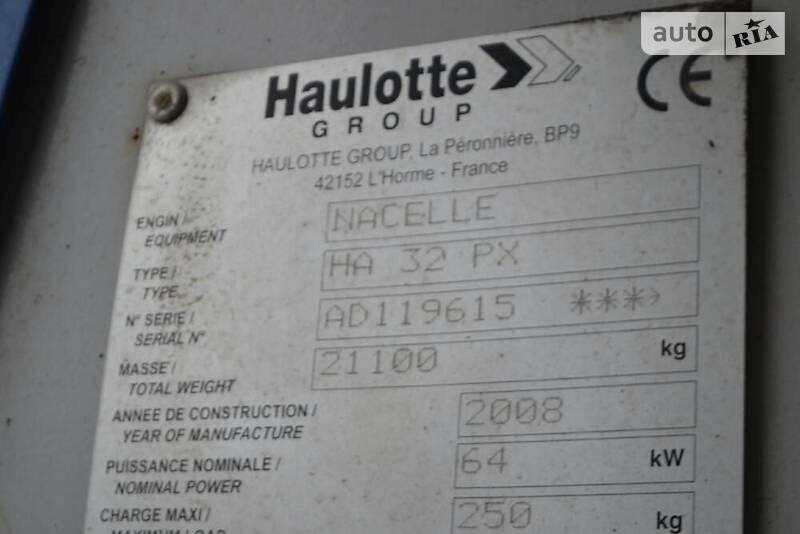 auto RIA
Haulotte
GROUP
CE
HAULOTTE GROUP, La Péronnière, BP9
42152 L'Horme - France
ENGIN / NACELLE
EQUIPMENT
TYPE / HA 32 PX
TYPE
N° SERIE / AD119615 ***>
SERIAL N°
MASSE / 21100 kg
TOTAL WEIGHT
ANNEE DE CONSTRUCTION / 2008
YEAR OF MANUFACTURE
PUISSANCE NOMINALE / 64 kW
NOMINAL POWER
CHARGE MAXI / 250 kg
MAXIMUM LOAD